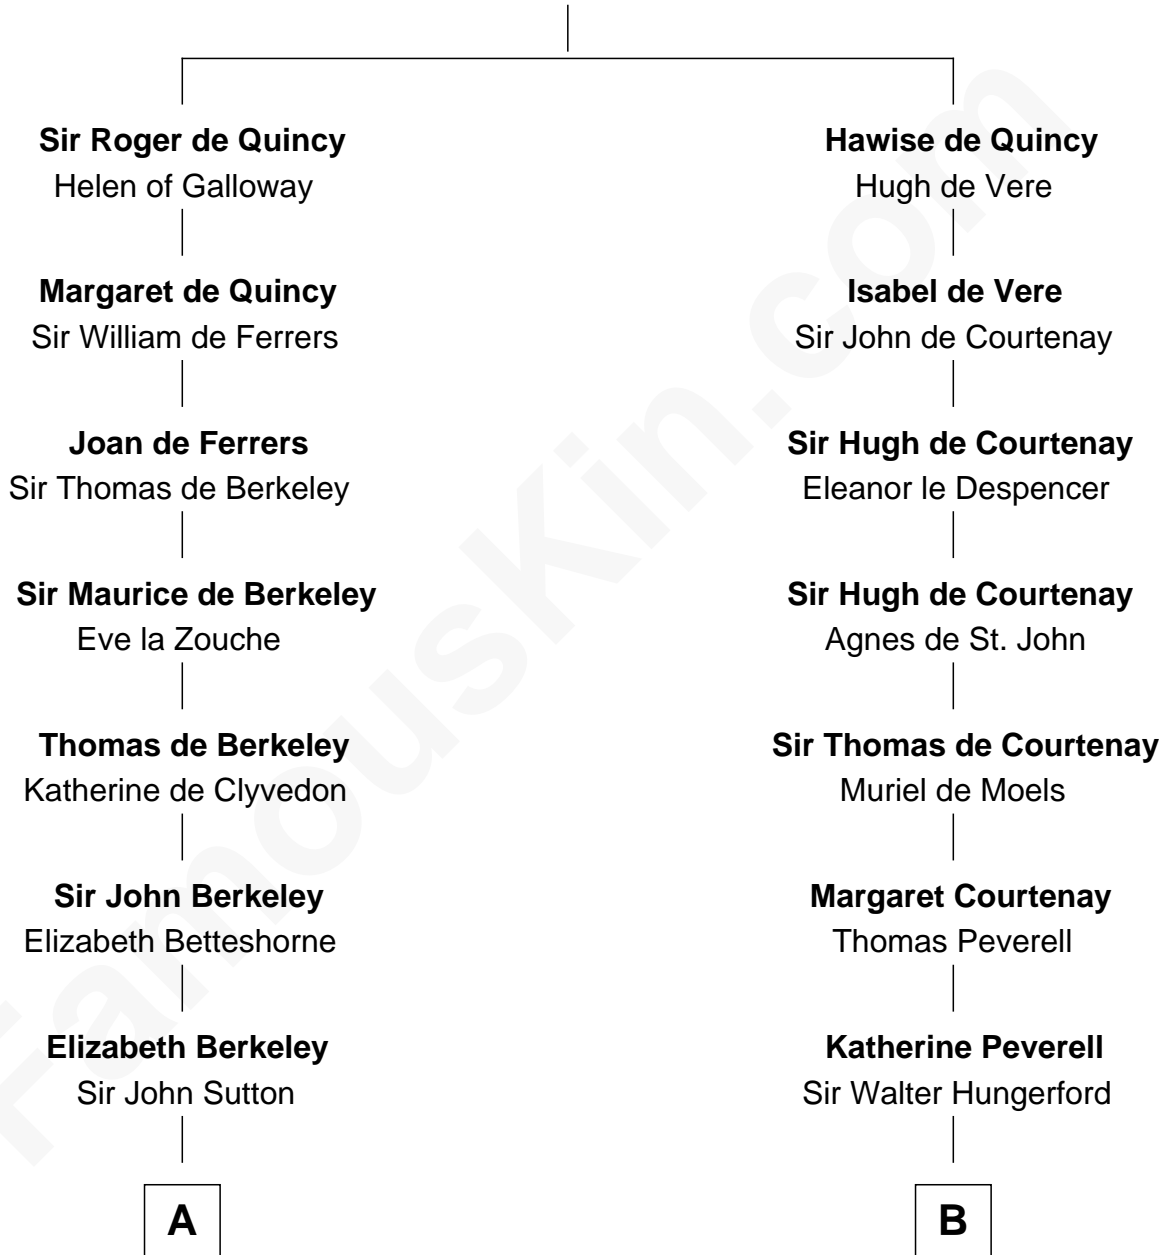 Sir Roger de Quincy
Helen of Galloway
Margaret de Quincy
Sir William de Ferrers
Joan de Ferrers
Sir Thomas de Berkeley
Sir Maurice de Berkeley
Eve la Zouche
Thomas de Berkeley
Katherine de Clyvedon
Sir John Berkeley
Elizabeth Betteshorne
Elizabeth Berkeley
Sir John Sutton
A
Hawise de Quincy
Hugh de Vere
Isabel de Vere
Sir John de Courtenay
Sir Hugh de Courtenay
Eleanor le Despencer
Sir Hugh de Courtenay
Agnes de St. John
Sir Thomas de Courtenay
Muriel de Moels
Margaret Courtenay
Thomas Peverell
Katherine Peverell
Sir Walter Hungerford
B
FamousKin.com